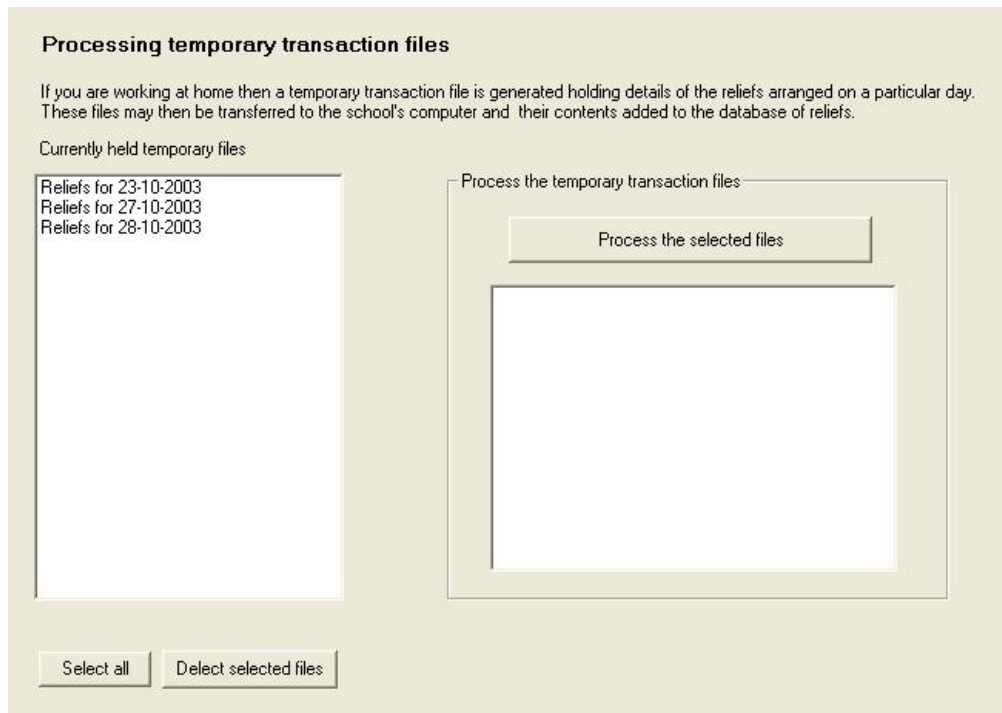 Processing temporary transaction files
If you are working at home then a temporary transaction file is generated holding details of the reliefs arranged on a particular day.
These files may then be transferred to the school's computer and their contents added to the database of reliefs.
Currently held temporary files
Reliefs for 23-10-2003
Reliefs for 27-10-2003
Reliefs for 28-10-2003
Process the temporary transaction files
Process the selected files
Select all
Delect selected files